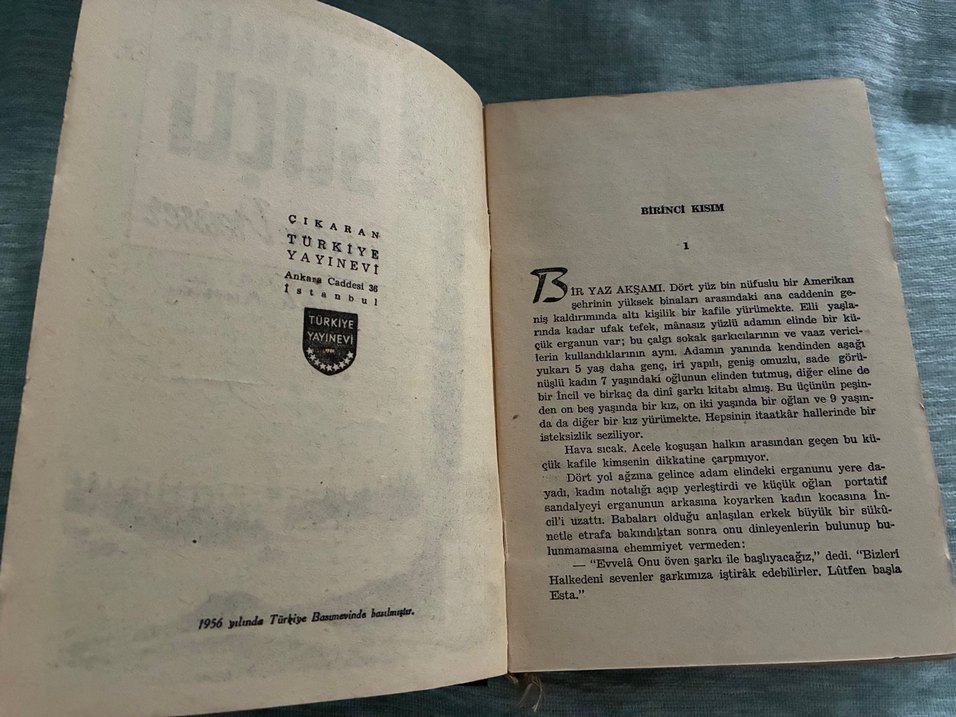 ÇIKARAN
TÜRKİYE
YAYINEVİ
Ankara Caddesi 36
İstanbul
TÜRKİYE
YAYINEVİ
1956 yılında Türkiye Basımevinde basılmıştır.
BİRİNCİ KISIM
1
BİR YAZ AKŞAMI. Dört yüz bin nüfuslu bir Amerikan
şehrinin yüksek binaları arasındaki ana caddenin ge-
niş kaldırımında altı kişilik bir kafile yürümekte. Elli yaşla-
rında kadar ufak tefek, mânasız yüzlü adamın elinde bir kü-
çük erganun var; bu çalgı sokak şarkıcılarının ve vaaz verici-
lerin kullandıklarının aynı. Adamın yanında kendinden aşağı
yukarı 5 yaş daha genç, iri yapılı, geniş omuzlu, sade görü-
nüşlü kadın 7 yaşındaki oğlunun elinden tutmuş, diğer eline de
bir İncil ve birkaç da dinî şarkı kitabı almış. Bu üçünün peşin-
den on beş yaşında bir kız, on iki yaşında bir oğlan ve 9 yaşın-
da da diğer bir kız yürümekte. Hepsinin itaatkâr hallerinde bir
isteksizlik seziliyor.
Hava sıcak. Acele koşuşan halkın arasından geçen bu kü-
çük kafile kimsenin dikkatine çarpmıyor.
Dört yol ağzına gelince adam elindeki erganunu yere da-
yadı, kadın notalığı açıp yerleştirdi ve küçük oğlan portatif
sandalyeyi erganunun arkasına koyarken kadın kocasına İn-
cil'i uzattı. Babaları olduğu anlaşılan erkek büyük bir sükû-
netle etrafa bakındıktan sonra onu dinleyenlerin bulunup bu-
lunmamasına ehemmiyet vermeden:
— "Evvelâ Onu öven şarkı ile başlıyacağız," dedi. "Bizleri
Halkedeni sevenler şarkımıza iştirâk edebilirler. Lûtfen başla
Esta."